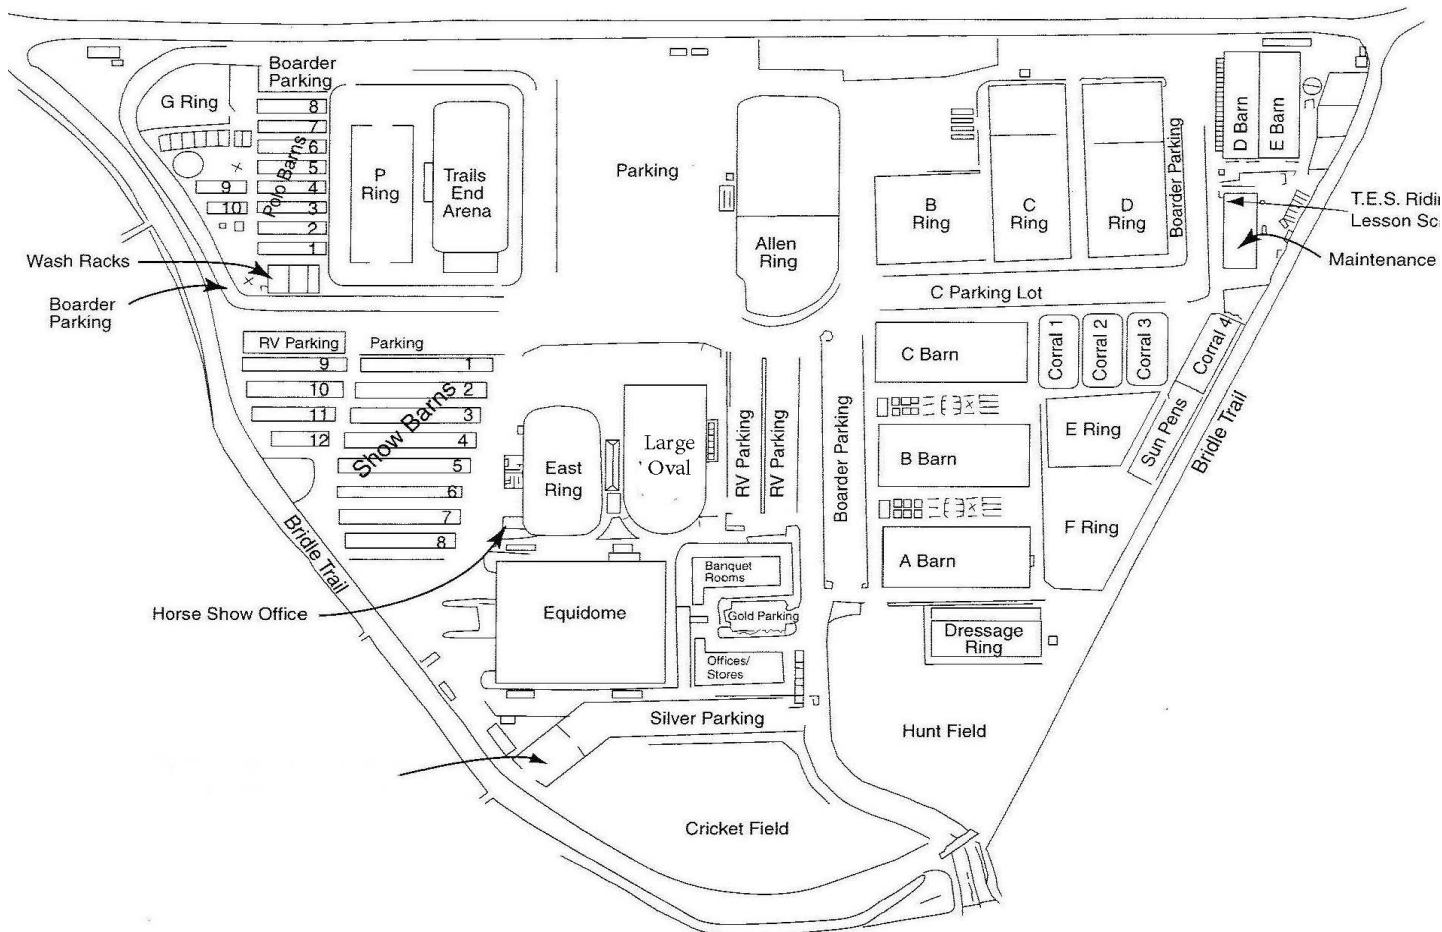 Boarder
Parking
G Ring
8
7
6
5
4
3
2
1
9
10
Polo Barns
P
Ring
Trails
End
Arena
Parking
Allen
Ring
B
Ring
C
Ring
D
Ring
Boarder Parking
D Barn
E Barn
T.E.S. Ridi
Lesson Sc
Maintenance
Wash Racks
Boarder
Parking
C Parking Lot
RV Parking
Parking
9
10
11
12
1
2
3
4
5
6
7
8
Show Barns
East
Ring
Large
Oval
RV Parking
RV Parking
Boarder Parking
C Barn
B Barn
A Barn
Corral 1
Corral 2
Corral 3
Corral 4
Sun Pens
Bridle Trail
E Ring
F Ring
Bridle Trail
Horse Show Office
Equidome
Banquet
Rooms
Gold Parking
Offices/
Stores
Dressage
Ring
Silver Parking
Hunt Field
Cricket Field